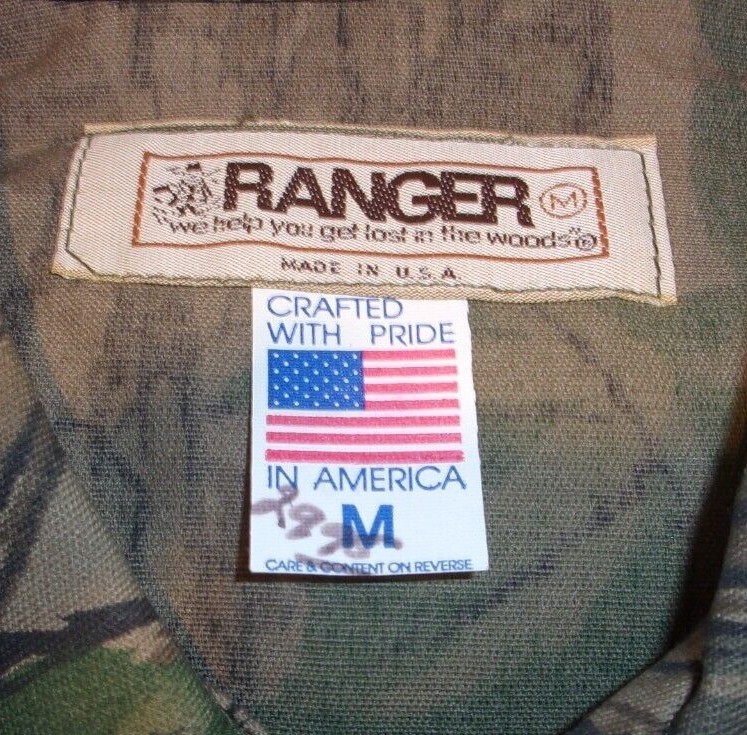 RANGER M
"we help you get lost in the woods"®
MADE IN U.S.A.
CRAFTED
WITH PRIDE
IN AMERICA
M
CARE & CONTENT ON REVERSE